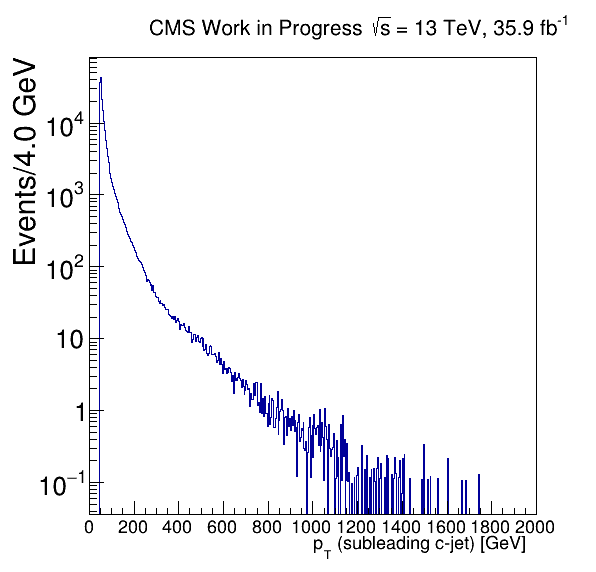 CMS Work in Progress √s = 13 TeV, 35.9 fb⁻¹
Events/4.0 GeV
10⁴
10³
10²
10
1
10⁻¹
0 200 400 600 800 1000 1200 1400 1600 1800 2000
p_T (subleading c-jet) [GeV]